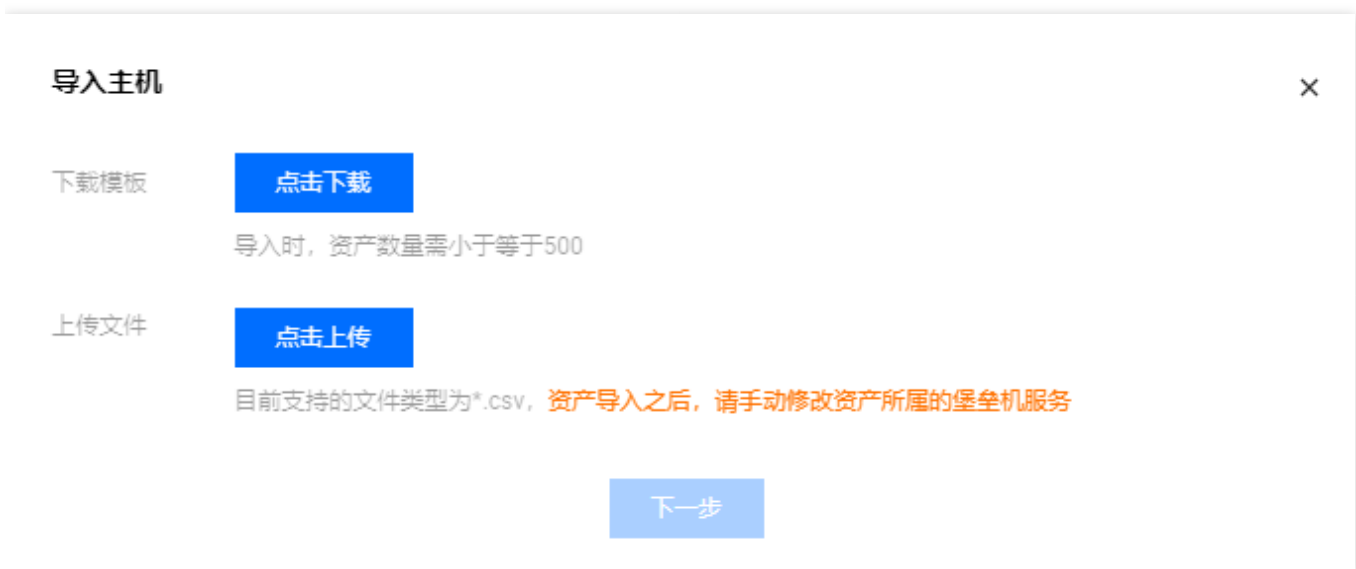 导入主机
×
下载模板
点击下载
导入时，资产数量需小于等于500
上传文件
点击上传
目前支持的文件类型为*.csv，资产导入之后，请手动修改资产所属的堡垒机服务
下一步